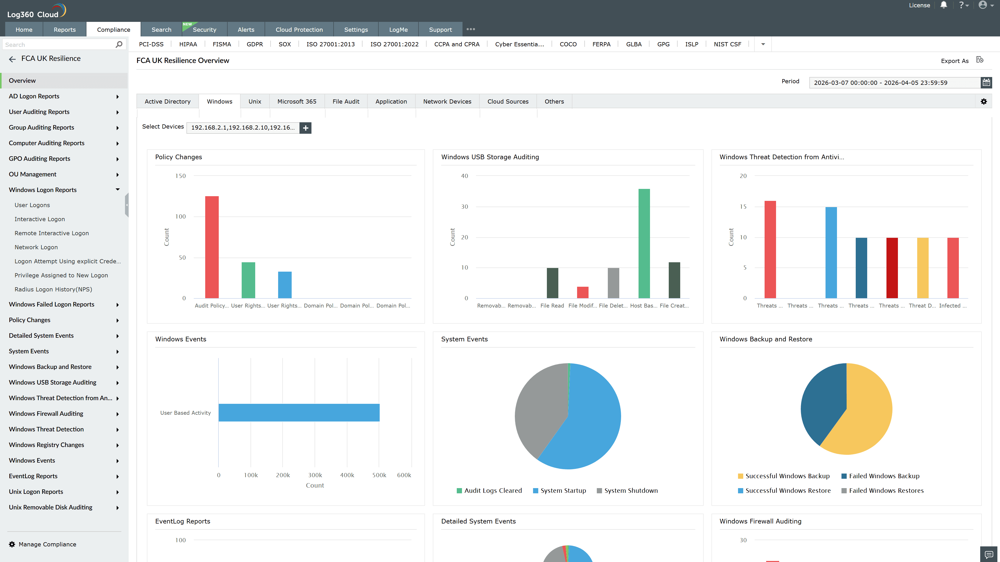 License
?
Log360 Cloud
Home
Reports
Compliance
Search
NEW
Security
Alerts
Cloud Protection
Settings
LogMe
Support
Search
PCI-DSS
HIPAA
FISMA
GDPR
SOX
ISO 27001:2013
ISO 27001:2022
CCPA and CPRA
Cyber Essentia...
COCO
FERPA
GLBA
GPG
ISLP
NIST CSF
FCA UK Resilience
Overview
AD Logon Reports
User Auditing Reports
Group Auditing Reports
Computer Auditing Reports
GPO Auditing Reports
OU Management
Windows Logon Reports
User Logons
Interactive Logon
Remote Interactive Logon
Network Logon
Logon Attempt Using explicit Crede...
Privilege Assigned to New Logon
Radius Logon History(NPS)
Windows Failed Logon Reports
Policy Changes
Detailed System Events
System Events
Windows Backup and Restore
Windows USB Storage Auditing
Windows Threat Detection from An...
Windows Firewall Auditing
Windows Threat Detection
Windows Registry Changes
Windows Events
EventLog Reports
Unix Logon Reports
Unix Removable Disk Auditing
Manage Compliance
FCA UK Resilience Overview
Export As
Period
2026-03-07 00:00:00 - 2026-04-05 23:59:59
Active Directory
Windows
Unix
Microsoft 365
File Audit
Application
Network Devices
Cloud Sources
Others
Select Devices
192.168.2.1,192.168.2.10,192.16...
Policy Changes
150
100
50
0
Count
Audit Policy...
User Rights...
User Rights...
Domain Pol...
Domain Pol...
Domain Pol...
Windows USB Storage Auditing
40
30
20
10
0
Count
Removab...
Removab...
File Read
File Modif...
File Delet...
Host Bas...
File Creat...
Windows Threat Detection from Antivi...
20
15
10
5
0
Count
Threats ...
Threats ...
Threats ...
Threats ...
Threats ...
Threat D...
Infected ...
Windows Events
User Based Activity
0
100k
200k
300k
400k
500k
600k
Count
System Events
Audit Logs Cleared
System Startup
System Shutdown
Windows Backup and Restore
Successful Windows Backup
Failed Windows Backup
Successful Windows Restore
Failed Windows Restores
EventLog Reports
100
Detailed System Events
Windows Firewall Auditing
30